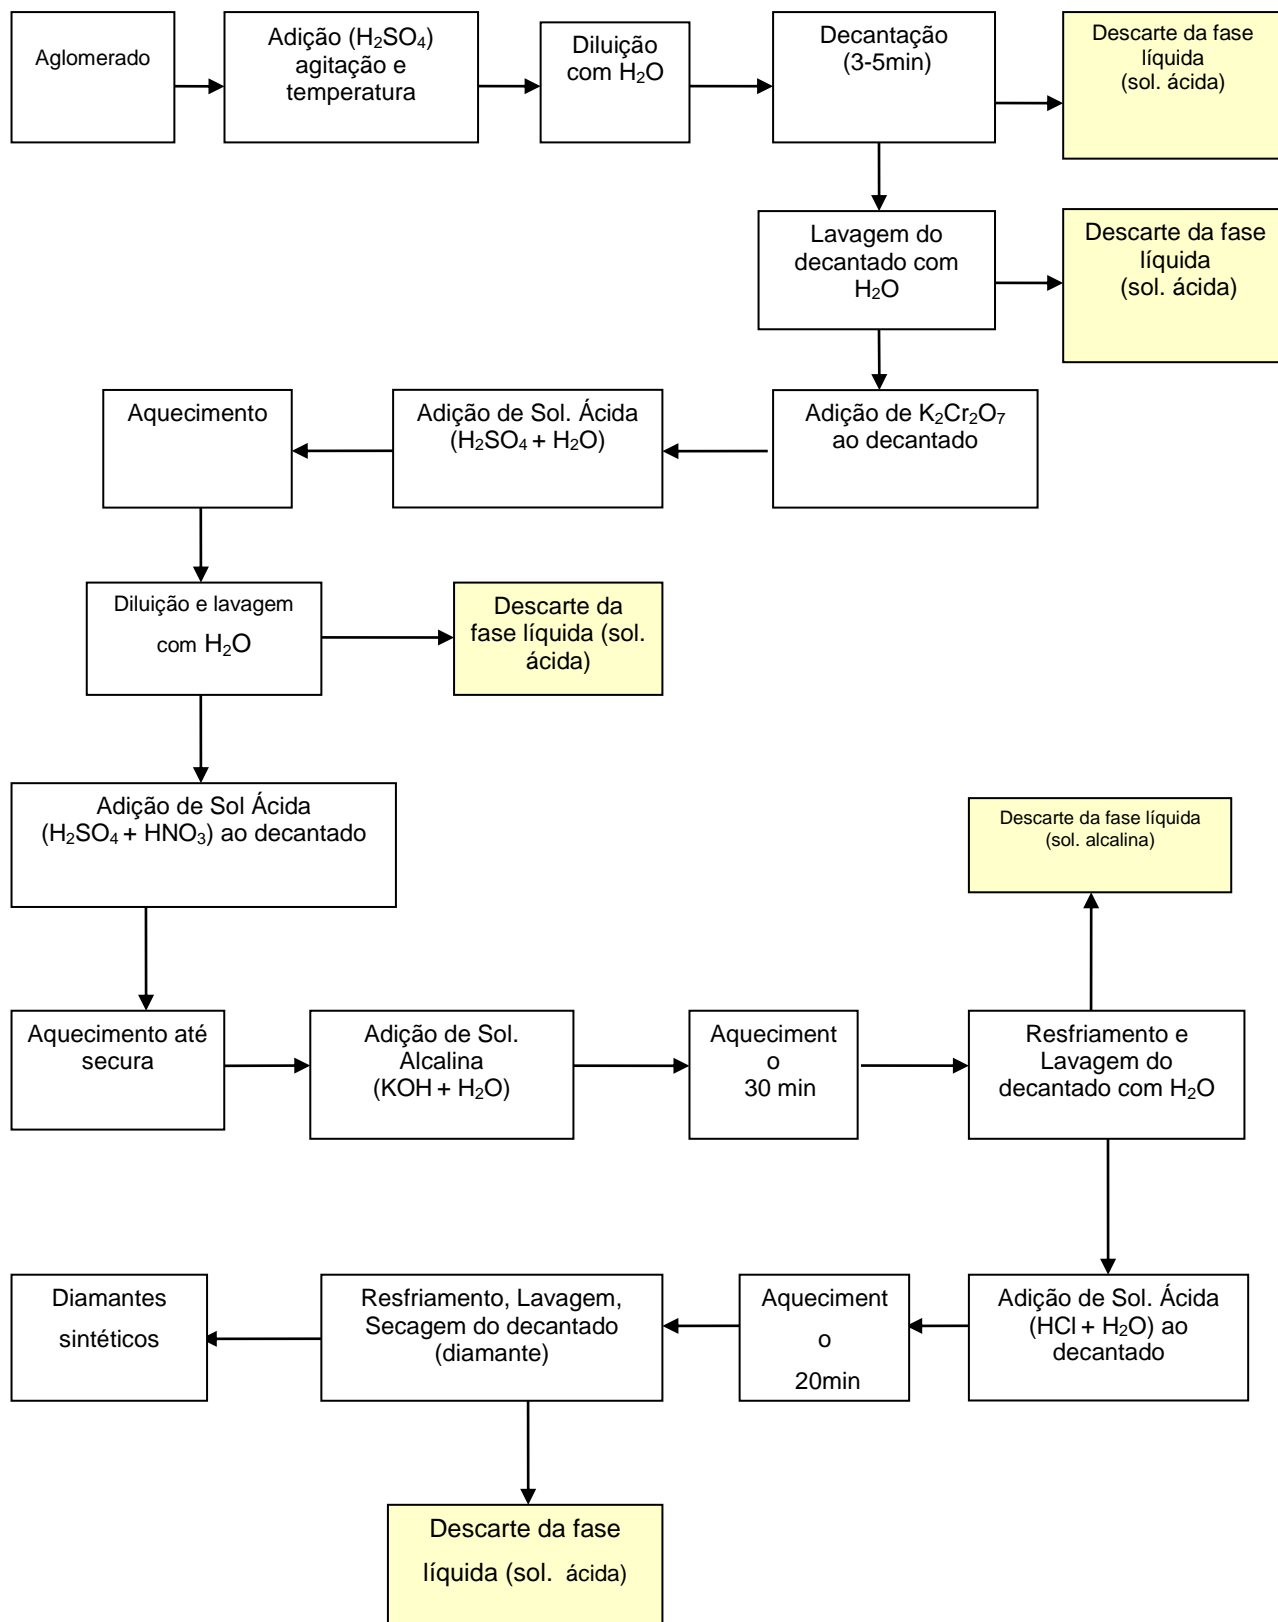 Aglomerado
Adição (H₂SO₄)
agitação e
temperatura
Diluição
com H₂O
Decantação
(3-5min)
Descarte da fase
líquida
(sol. ácida)
Lavagem do
decantado com
H₂O
Descarte da fase
líquida
(sol. ácida)
Aquecimento
Adição de Sol. Ácida
(H₂SO₄ + H₂O)
Adição de K₂Cr₂O₇
ao decantado
Diluição e lavagem
com H₂O
Descarte da
fase líquida (sol.
ácida)
Adição de Sol Ácida
(H₂SO₄ + HNO₃) ao decantado
Descarte da fase líquida
(sol. alcalina)
Aquecimento até
secura
Adição de Sol.
Alcalina
(KOH + H₂O)
Aqueciment
o
30 min
Resfriamento e
Lavagem do
decantado com H₂O
Diamantes
sintéticos
Resfriamento, Lavagem,
Secagem do decantado
(diamante)
Aqueciment
o
20min
Adição de Sol. Ácida
(HCl + H₂O) ao
decantado
Descarte da fase
líquida (sol. ácida)